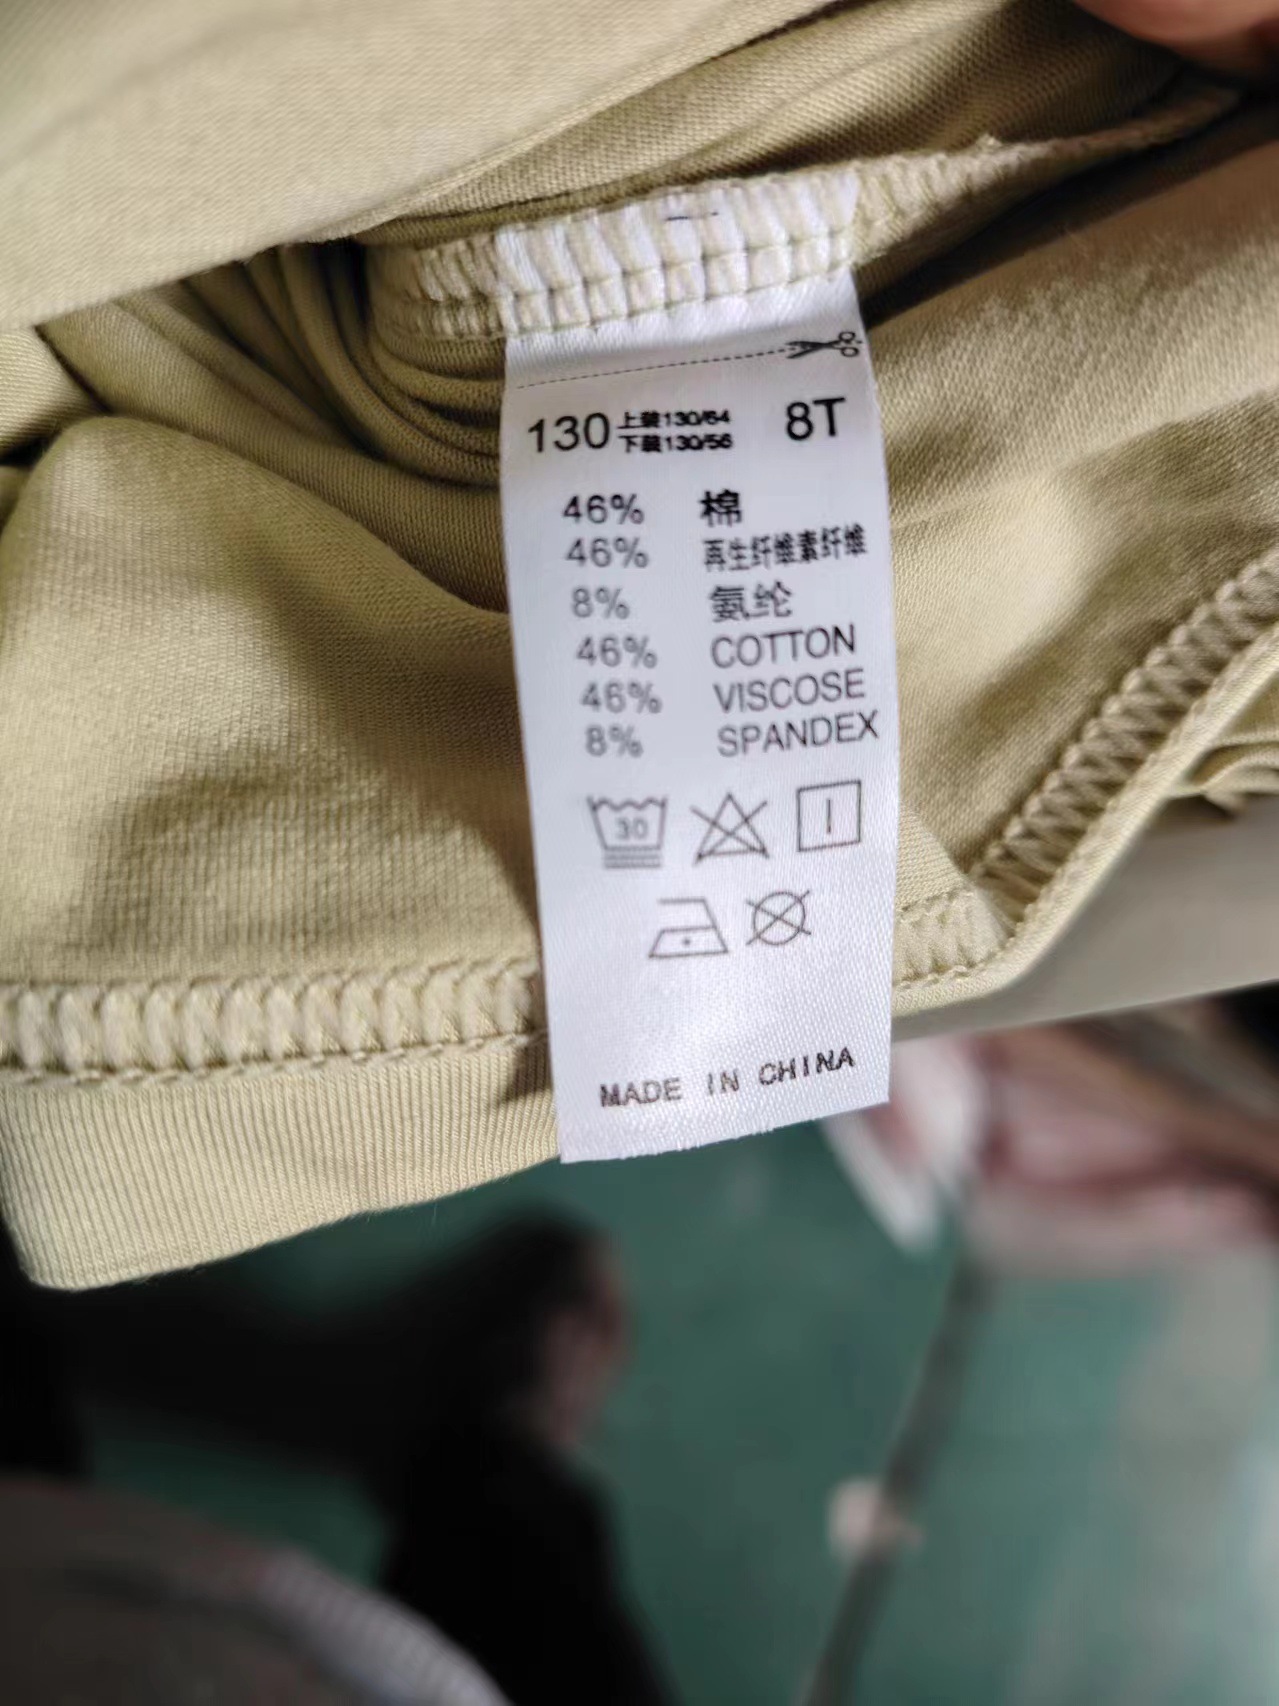 130 上装130/64 8T
下装130/56
46% 棉
46% 再生纤维素纤维
8% 氨纶
46% COTTON
46% VISCOSE
8% SPANDEX
30
MADE IN CHINA